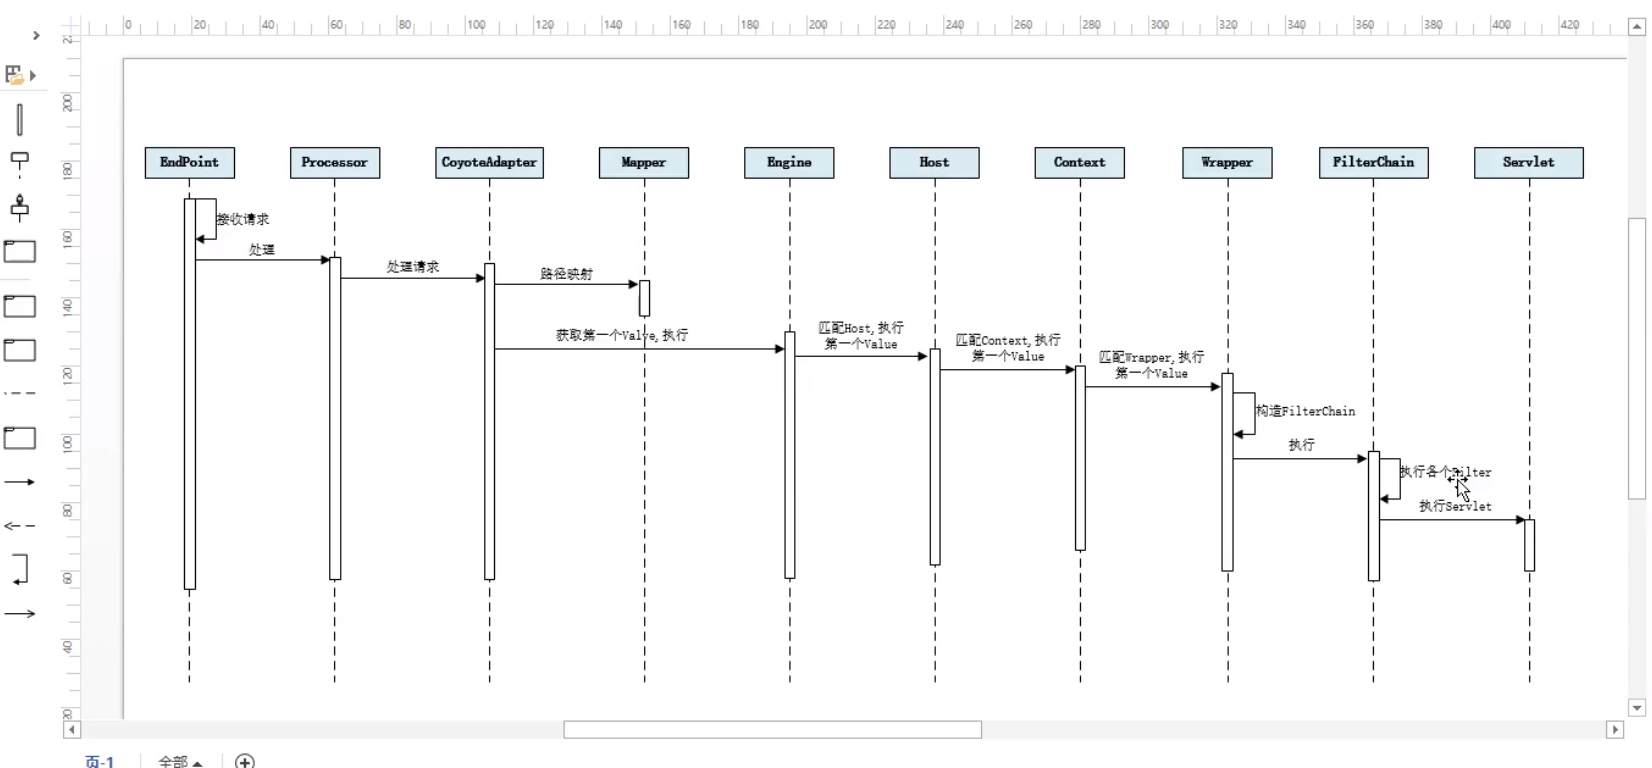 0 20 40 60 80 100 120 140 160 180 200 220 240 260 280 300 320 340 360 380 400 420
200
180
160
140
120
100
80
60
40
20
EndPoint Processor CoyoteAdapter Mapper Engine Host Context Wrapper FilterChain Servlet
接收请求
处理
处理请求
路径映射
获取第一个Valve,执行
匹配Host,执行
第一个Value
匹配Context,执行
第一个Value
匹配Wrapper,执行
第一个Value
构造FilterChain
执行
执行各个Filter
执行Servlet
页-1 全部